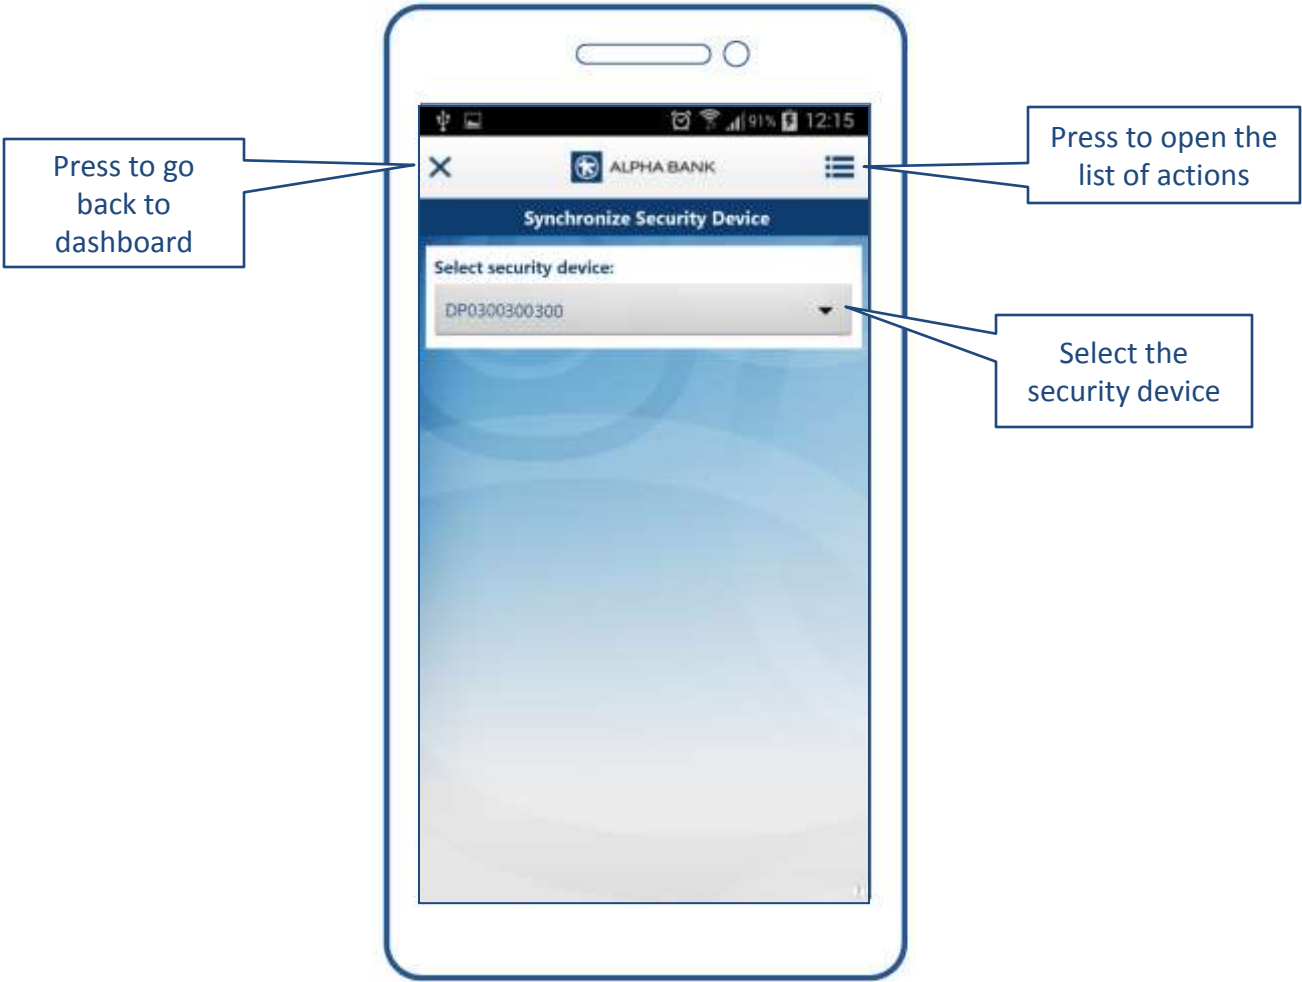 91% 12:15
ALPHA BANK
Synchronize Security Device
Select security device:
DP0300300300
Press to go
back to
dashboard
Press to open the
list of actions
Select the
security device